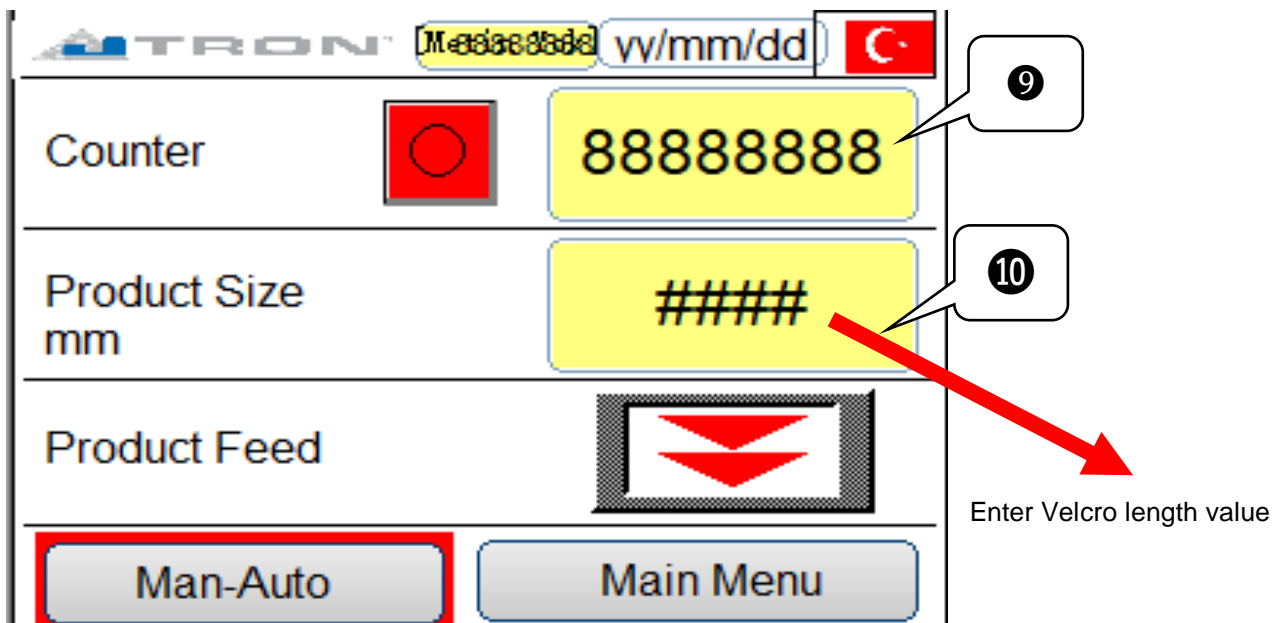 TRON yy/mm/dd
Counter 88888888 ❾
Product Size
mm #### ❿
Product Feed
Enter Velcro length value
Man-Auto Main Menu